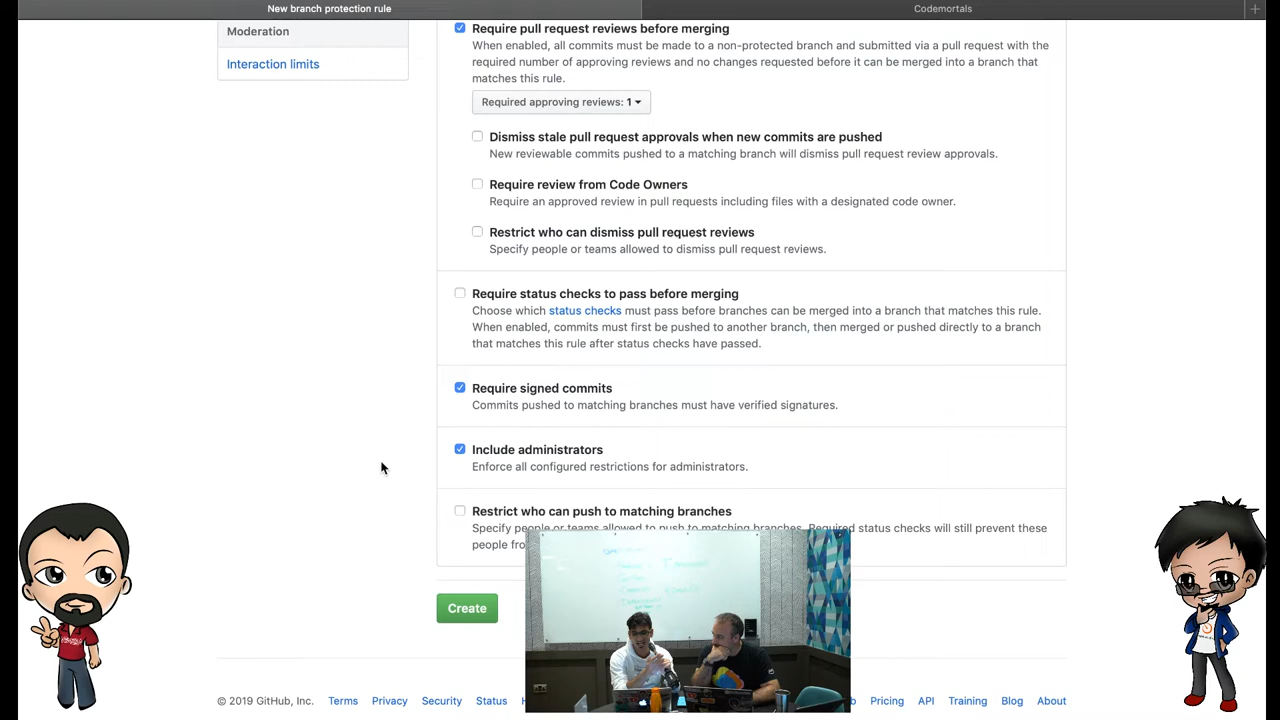 New branch protection rule
Codemortals
Moderation
Interaction limits
Require pull request reviews before merging
When enabled, all commits must be made to a non-protected branch and submitted via a pull request with the
required number of approving reviews and no changes requested before it can be merged into a branch that
matches this rule.
Required approving reviews: 1
Dismiss stale pull request approvals when new commits are pushed
New reviewable commits pushed to a matching branch will dismiss pull request review approvals.
Require review from Code Owners
Require an approved review in pull requests including files with a designated code owner.
Restrict who can dismiss pull request reviews
Specify people or teams allowed to dismiss pull request reviews.
Require status checks to pass before merging
Choose which status checks must pass before branches can be merged into a branch that matches this rule.
When enabled, commits must first be pushed to another branch, then merged or pushed directly to a branch
that matches this rule after status checks have passed.
Require signed commits
Commits pushed to matching branches must have verified signatures.
Include administrators
Enforce all configured restrictions for administrators.
Restrict who can push to matching branches
Specify people or teams allowed to push to matching branches. Required status checks will still prevent these
people
Create
© 2019 GitHub, Inc. Terms Privacy Security Status Pricing API Training Blog About